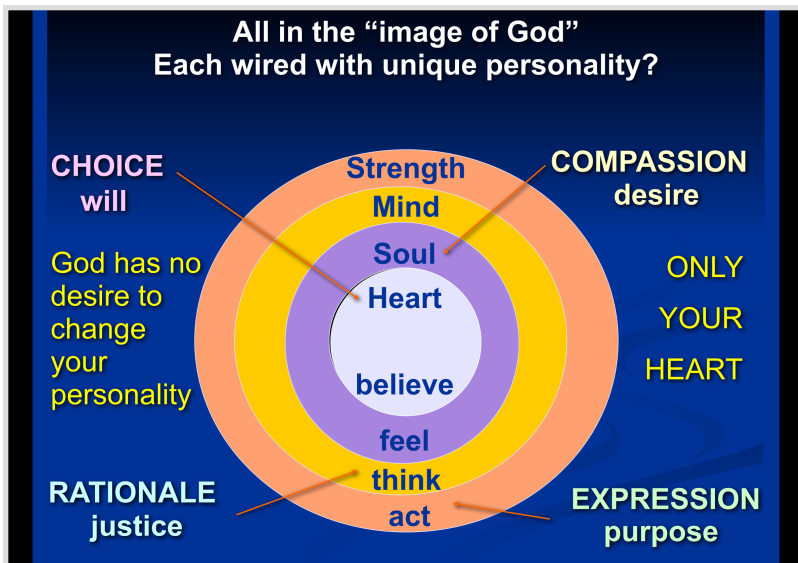 All in the “image of God”
Each wired with unique personality?
CHOICE
will
COMPASSION
desire
Strength
Mind
Soul
Heart
God has no
desire to
change
your
personality
ONLY
YOUR
HEART
believe
feel
think
act
RATIONALE
justice
EXPRESSION
purpose